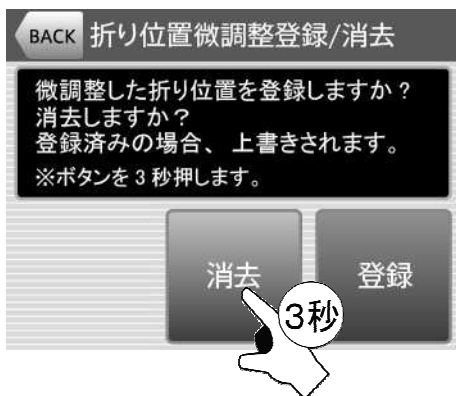 BACK 折り位置微調整登録/消去
微調整した折り位置を登録しますか？
消去しますか？
登録済みの場合、上書きされます。
※ボタンを3秒押します。
消去 登録
3秒